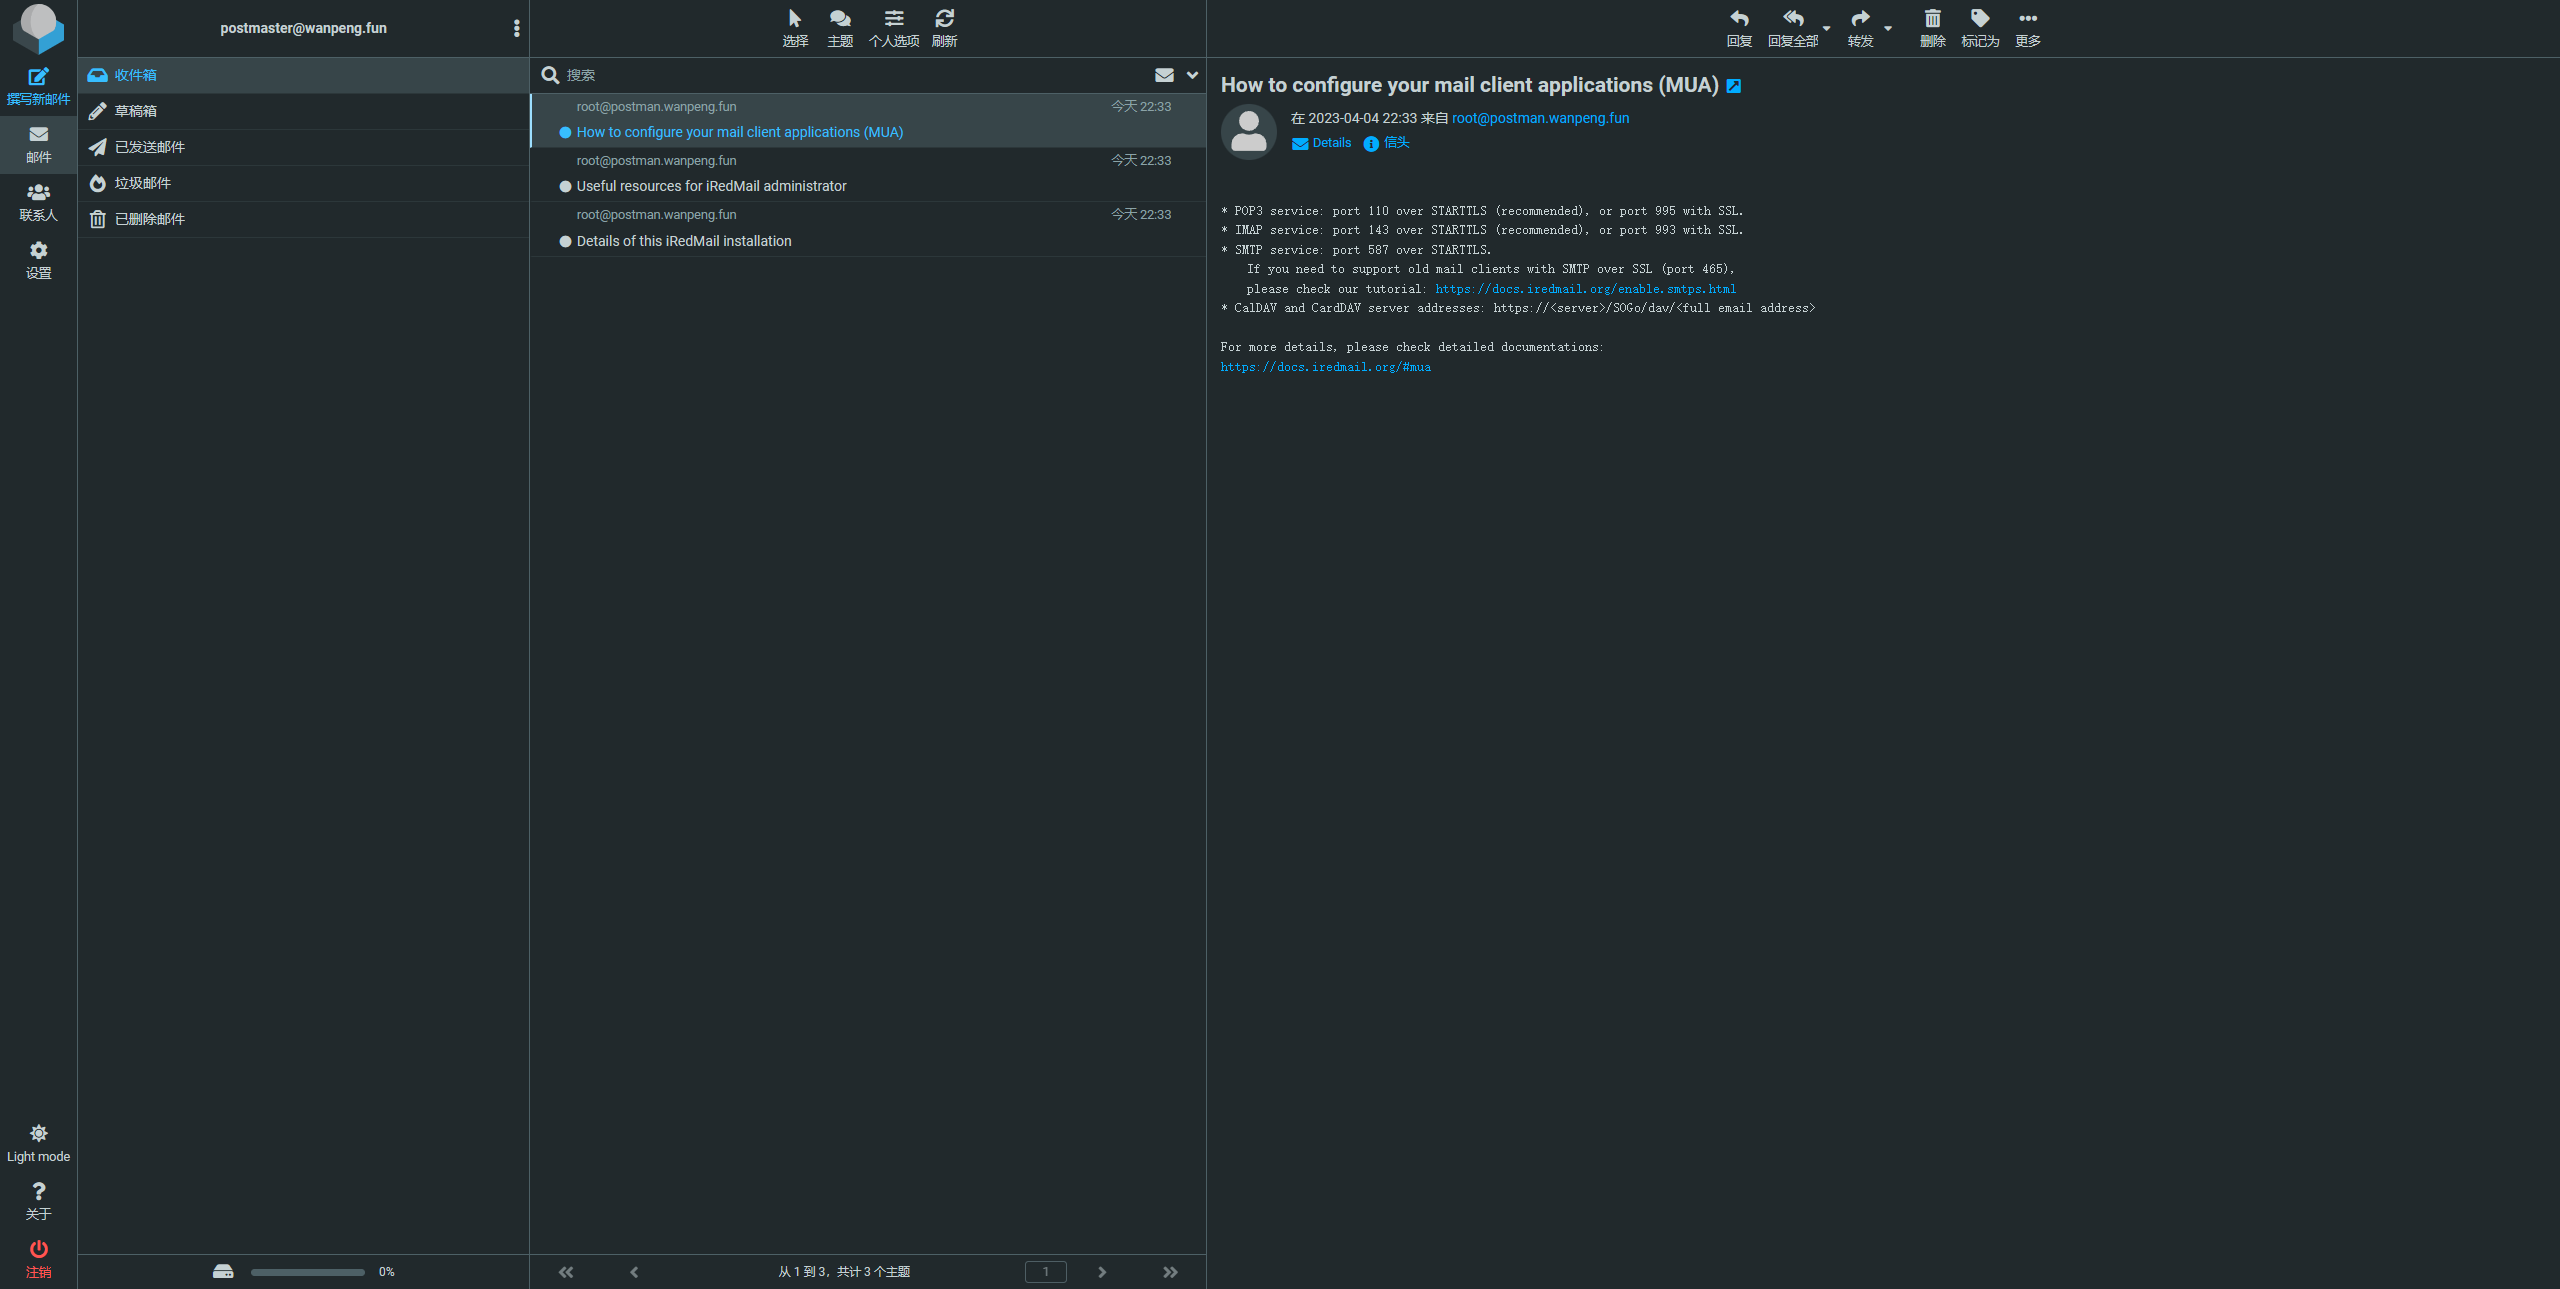 撰写新邮件
邮件
联系人
设置
Light mode
关于
注销
postmaster@wanpeng.fun
收件箱
草稿箱
已发送邮件
垃圾邮件
已删除邮件
0%
选择
主题
个人选项
刷新
搜索
root@postman.wanpeng.fun 今天 22:33
How to configure your mail client applications (MUA)
root@postman.wanpeng.fun 今天 22:33
Useful resources for iRedMail administrator
root@postman.wanpeng.fun 今天 22:33
Details of this iRedMail installation
从 1 到 3，共计 3 个主题
1
回复
回复全部
转发
删除
标记为
更多
How to configure your mail client applications (MUA)
在 2023-04-04 22:33 来自 root@postman.wanpeng.fun
Details 信头
* POP3 service: port 110 over STARTTLS (recommended), or port 995 with SSL.
* IMAP service: port 143 over STARTTLS (recommended), or port 993 with SSL.
* SMTP service: port 587 over STARTTLS.
If you need to support old mail clients with SMTP over SSL (port 465),
please check our tutorial: https://docs.iredmail.org/enable.smtps.html
* CalDAV and CardDAV server addresses: https://<server>/SOGo/dav/<full email address>
For more details, please check detailed documentations:
https://docs.iredmail.org/#mua